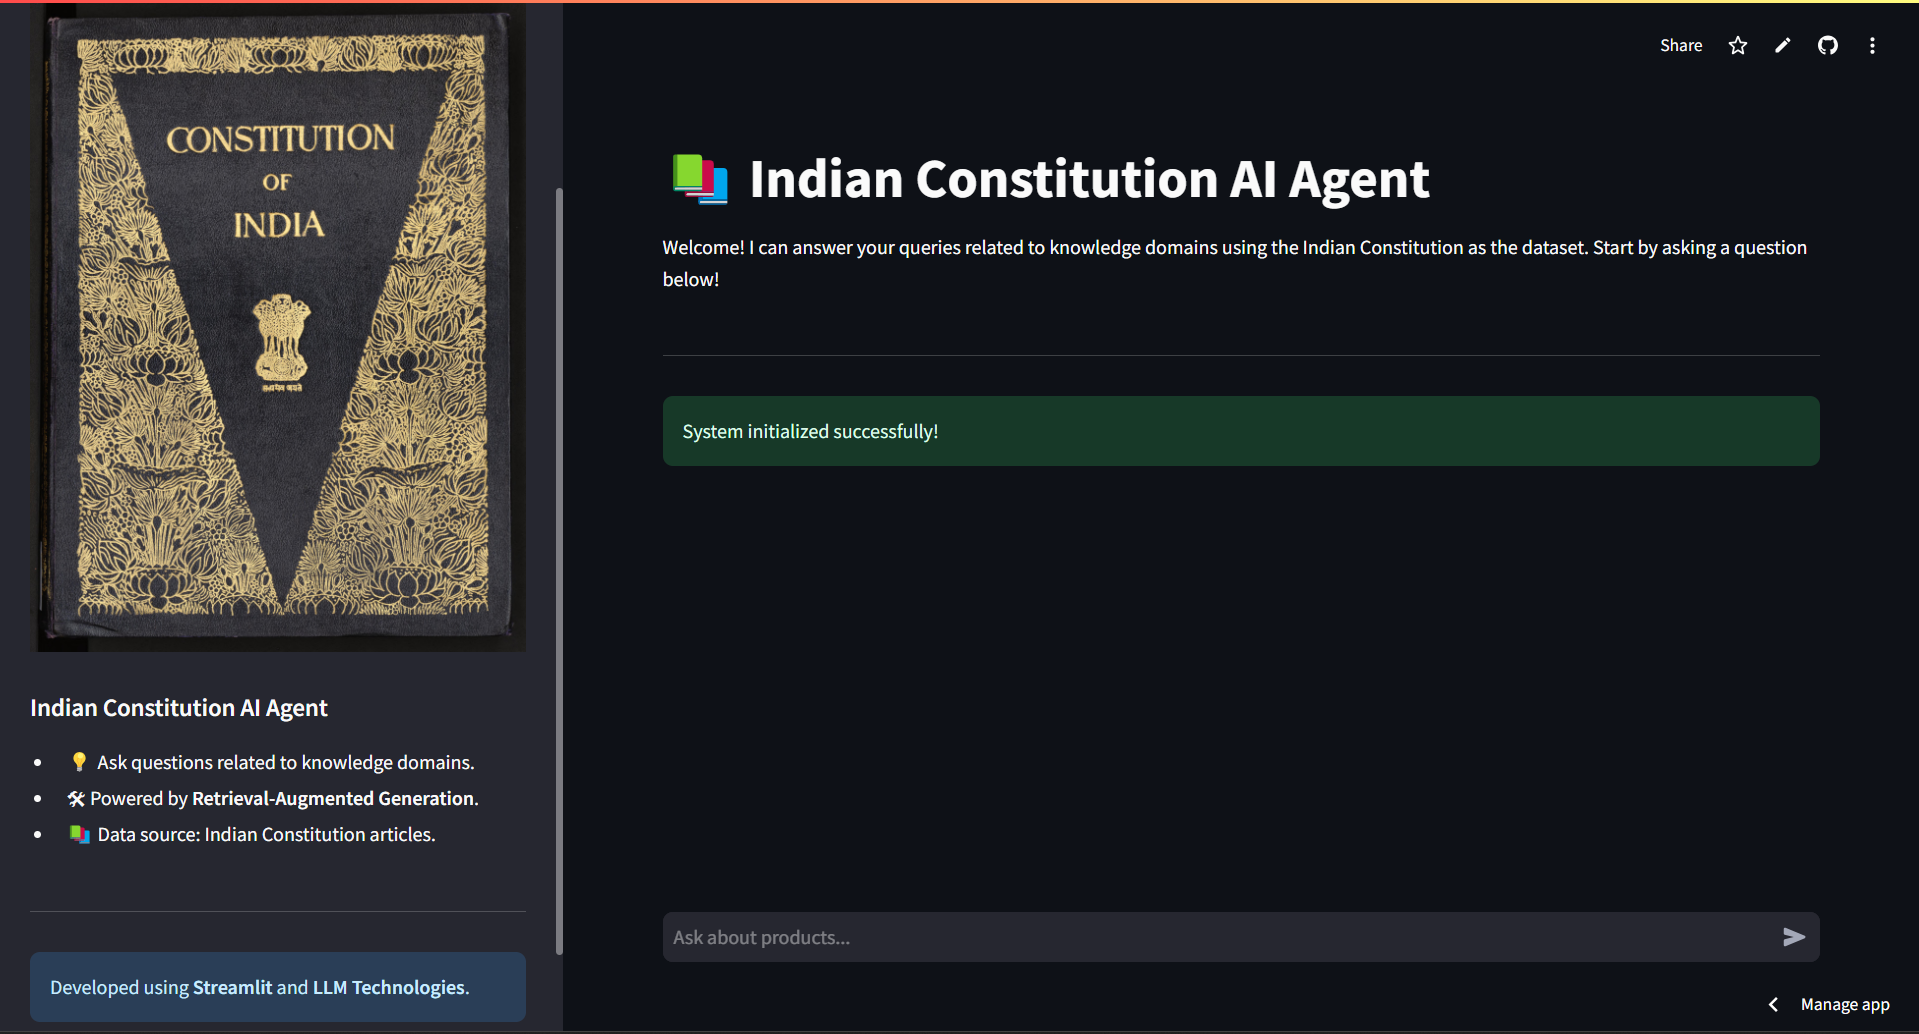 CONSTITUTION
OF
INDIA
सत्यमेव जयते
Indian Constitution AI Agent
💡 Ask questions related to knowledge domains.
🛠 Powered by Retrieval-Augmented Generation.
📚 Data source: Indian Constitution articles.
Developed using Streamlit and LLM Technologies.
Share
📚 Indian Constitution AI Agent
Welcome! I can answer your queries related to knowledge domains using the Indian Constitution as the dataset. Start by asking a question
below!
System initialized successfully!
Ask about products...
Manage app